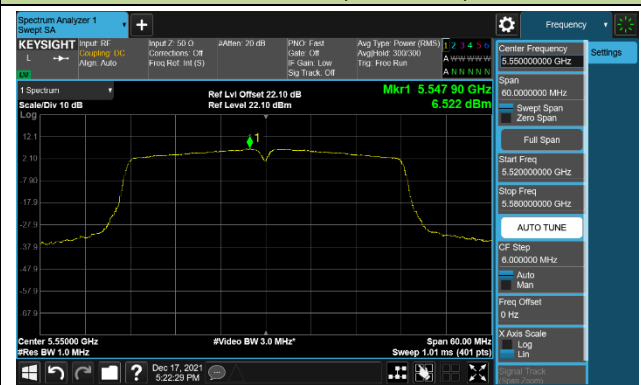 Spectrum Analyzer 1
Swept SA
Frequency
KEYSIGHT
L
Input: RF
Coupling: DC
Align: Auto
Input Z: 50 Ω
Corrections: Off
Freq Ref: Int (S)
#Atten: 20 dB
PNO: Fast
Gate: Off
IF Gain: Low
Sig Track: Off
Avg Type: Power (RMS)
Avg|Hold: 300/300
Trig: Free Run
1 2 3 4 5 6
A W W W W W
A N N N N N
1 Spectrum
Scale/Div 10 dB
Log
Ref Lvl Offset 22.10 dB
Ref Level 22.10 dBm
Mkr1 5.547 90 GHz
6.522 dBm
1
12.1
2.10
-7.90
-17.9
-27.9
-37.9
-47.9
-57.9
-67.9
Center 5.55000 GHz
#Res BW 1.0 MHz
#Video BW 3.0 MHz*
Span 60.00 MHz
Sweep 1.01 ms (401 pts)
Dec 17, 2021
5:22:29 PM
Center Frequency
5.550000000 GHz
Settings
Span
60.0000000 MHz
Swept Span
Zero Span
Full Span
Start Freq
5.520000000 GHz
Stop Freq
5.580000000 GHz
AUTO TUNE
CF Step
6.000000 MHz
Auto
Man
Freq Offset
0 Hz
X Axis Scale
Log
Lin
Signal Track
(Span Zoom)